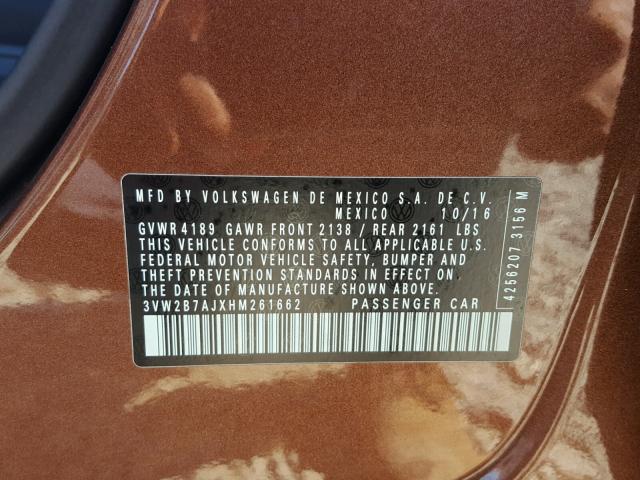 MFD BY VOLKSWAGEN DE MEXICO S.A. DE C.V.
MEXICO 10/16
GVWR 4189 GAWR FRONT 2138 / REAR 2161 LBS
THIS VEHICLE CONFORMS TO ALL APPLICABLE U.S.
FEDERAL MOTOR VEHICLE SAFETY, BUMPER AND
THEFT PREVENTION STANDARDS IN EFFECT ON
THE DATE OF MANUFACTURE SHOWN ABOVE.
3VW2B7AJXHM261662 PASSENGER CAR
4256207 3156 M